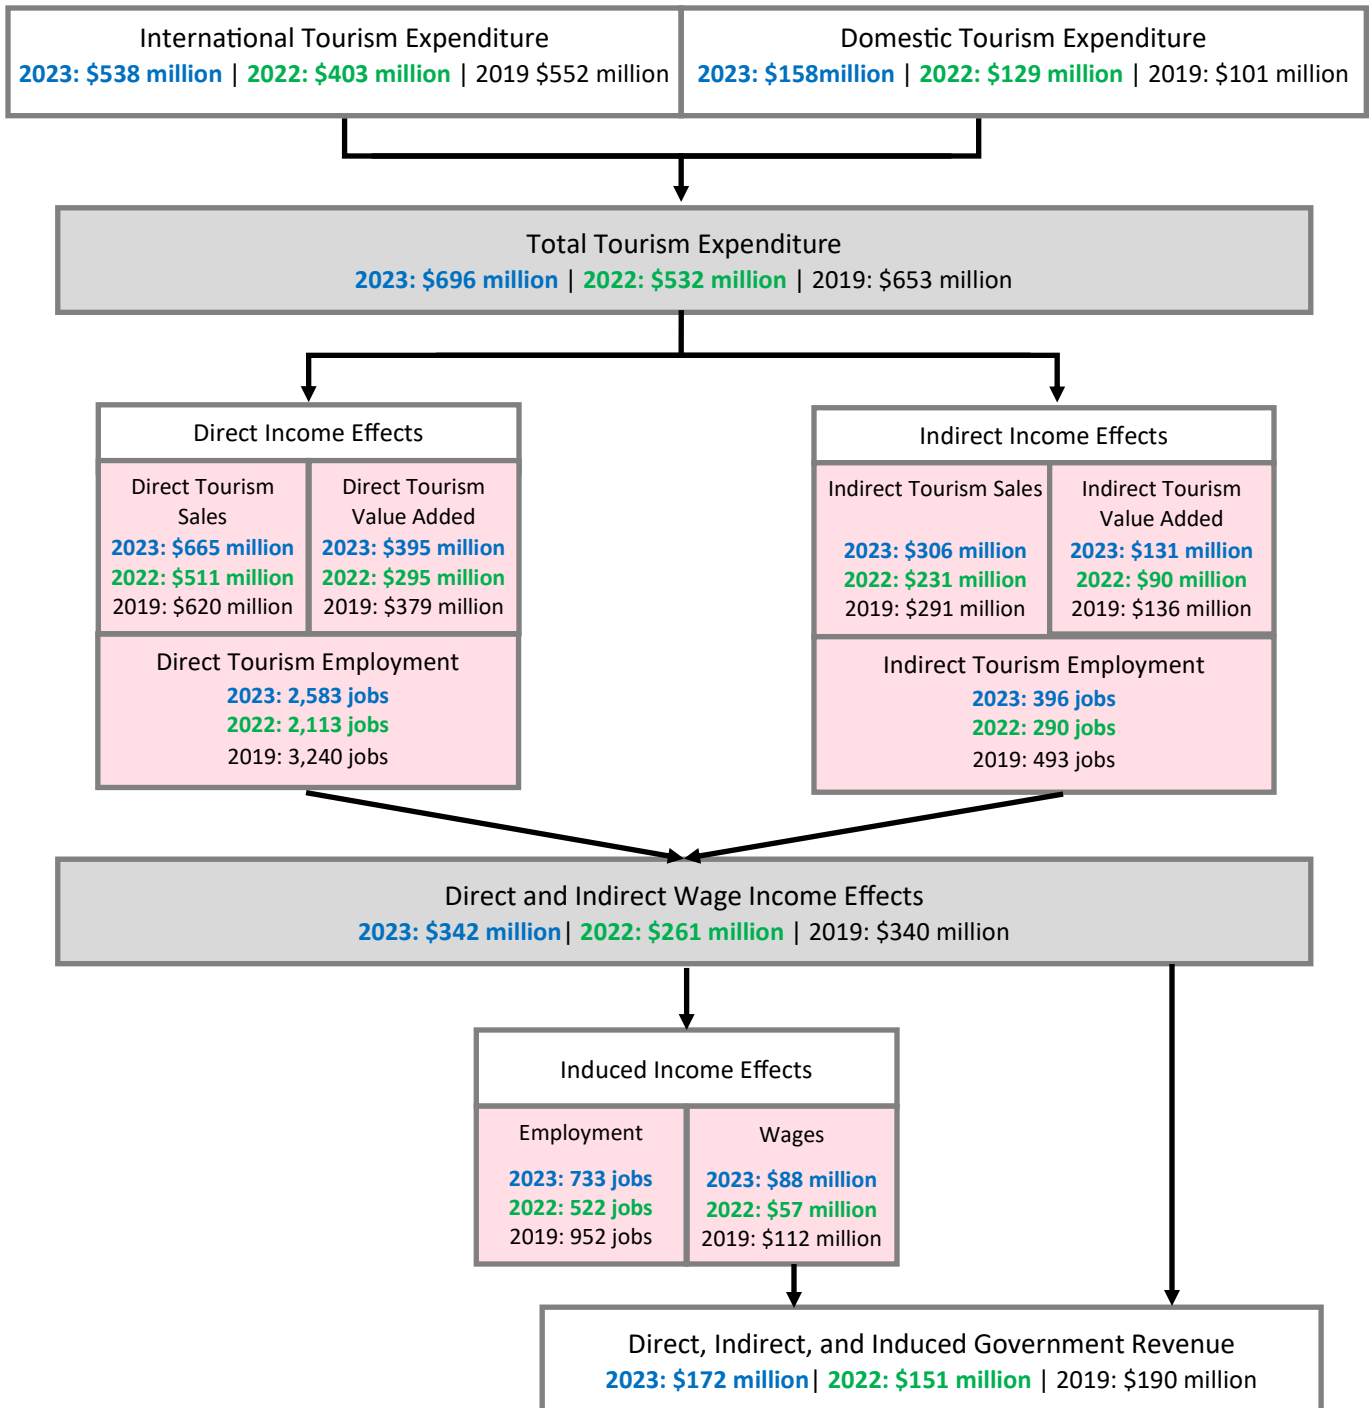 International Tourism Expenditure
2023: $538 million | 2022: $403 million | 2019 $552 million
Domestic Tourism Expenditure
2023: $158million | 2022: $129 million | 2019: $101 million
Total Tourism Expenditure
2023: $696 million | 2022: $532 million | 2019: $653 million
Direct Income Effects
Direct Tourism
Sales
2023: $665 million
2022: $511 million
2019: $620 million
Direct Tourism
Value Added
2023: $395 million
2022: $295 million
2019: $379 million
Direct Tourism Employment
2023: 2,583 jobs
2022: 2,113 jobs
2019: 3,240 jobs
Indirect Income Effects
Indirect Tourism Sales
2023: $306 million
2022: $231 million
2019: $291 million
Indirect Tourism
Value Added
2023: $131 million
2022: $90 million
2019: $136 million
Indirect Tourism Employment
2023: 396 jobs
2022: 290 jobs
2019: 493 jobs
Direct and Indirect Wage Income Effects
2023: $342 million| 2022: $261 million | 2019: $340 million
Induced Income Effects
Employment
2023: 733 jobs
2022: 522 jobs
2019: 952 jobs
Wages
2023: $88 million
2022: $57 million
2019: $112 million
Direct, Indirect, and Induced Government Revenue
2023: $172 million| 2022: $151 million | 2019: $190 million